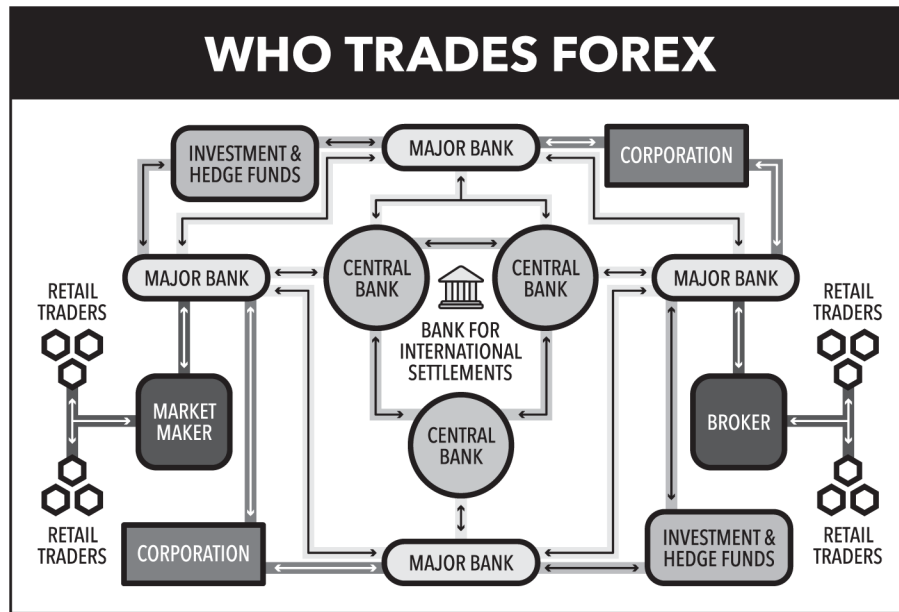 WHO TRADES FOREX
INVESTMENT &
HEDGE FUNDS
MAJOR BANK
CORPORATION
CENTRAL
BANK
CENTRAL
BANK
MAJOR BANK
MAJOR BANK
BANK FOR
INTERNATIONAL
SETTLEMENTS
RETAIL
TRADERS
RETAIL
TRADERS
MARKET
MAKER
BROKER
CENTRAL
BANK
RETAIL
TRADERS
RETAIL
TRADERS
CORPORATION
MAJOR BANK
INVESTMENT &
HEDGE FUNDS